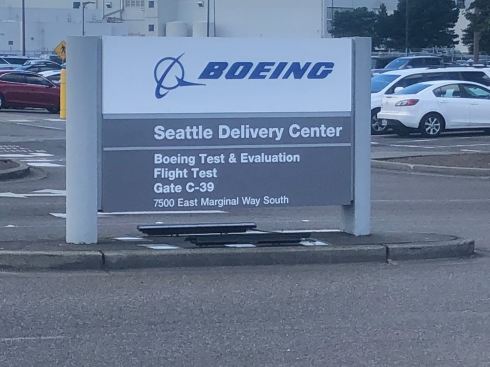 BOEING
Seattle Delivery Center
Boeing Test & Evaluation
Flight Test
Gate C-39
7500 East Marginal Way South